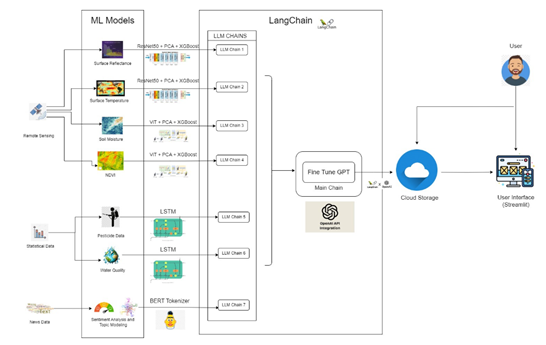 ML Models
LangChain
LangChain
User
LLM CHAINS
ResNet50 + PCA + XGBoost
LLM Chain 1
Surface Reflectance
ResNet50 + PCA + XGBoost
LLM Chain 2
Surface Temperature
ViT + PCA + XGBoost
LLM Chain 3
Remote Sensing
Soil Moisture
ViT + PCA + XGBoost
LLM Chain 4
NDVI
Fine Tune GPT
Main Chain
Cloud Storage
User Interface
(Streamlit)
OpenAI API
Integration
LSTM
LLM Chain 5
Pesticide Data
Statistical Data
LSTM
LLM Chain 6
Water Quality
BERT Tokenizer
LLM Chain 7
News Data
Sentiment Analysis and
Topic Modeling